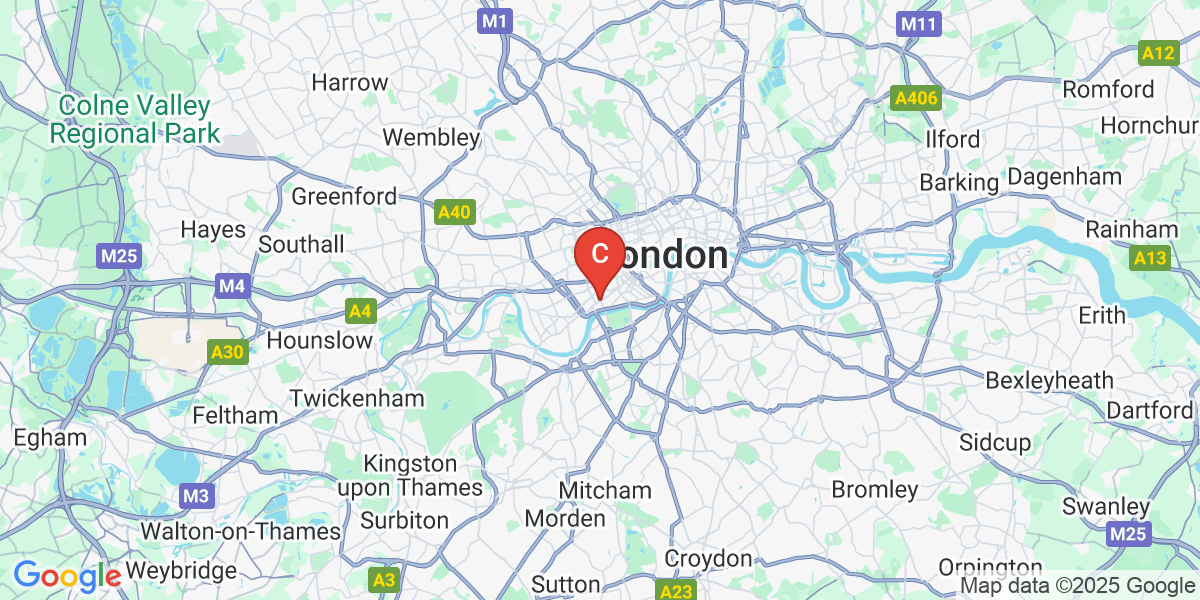 M1
M11
A12
Harrow
Romford
A406
Colne Valley
Regional Park
Hornchur
Wembley
Ilford
Barking
Dagenham
Greenford
A40
Hayes
Southall
Rainham
M25
C
ondon
A13
M4
A4
Erith
Hounslow
A30
Bexleyheath
Twickenham
Dartford
Feltham
Egham
Sidcup
Kingston
upon Thames
M3
Mitcham
Bromley
Swanley
Surbiton
Morden
Walton-on-Thames
M25
Croydon
Google
Weybridge
Orpington
A3
Sutton
A23
Map data ©2025 Google